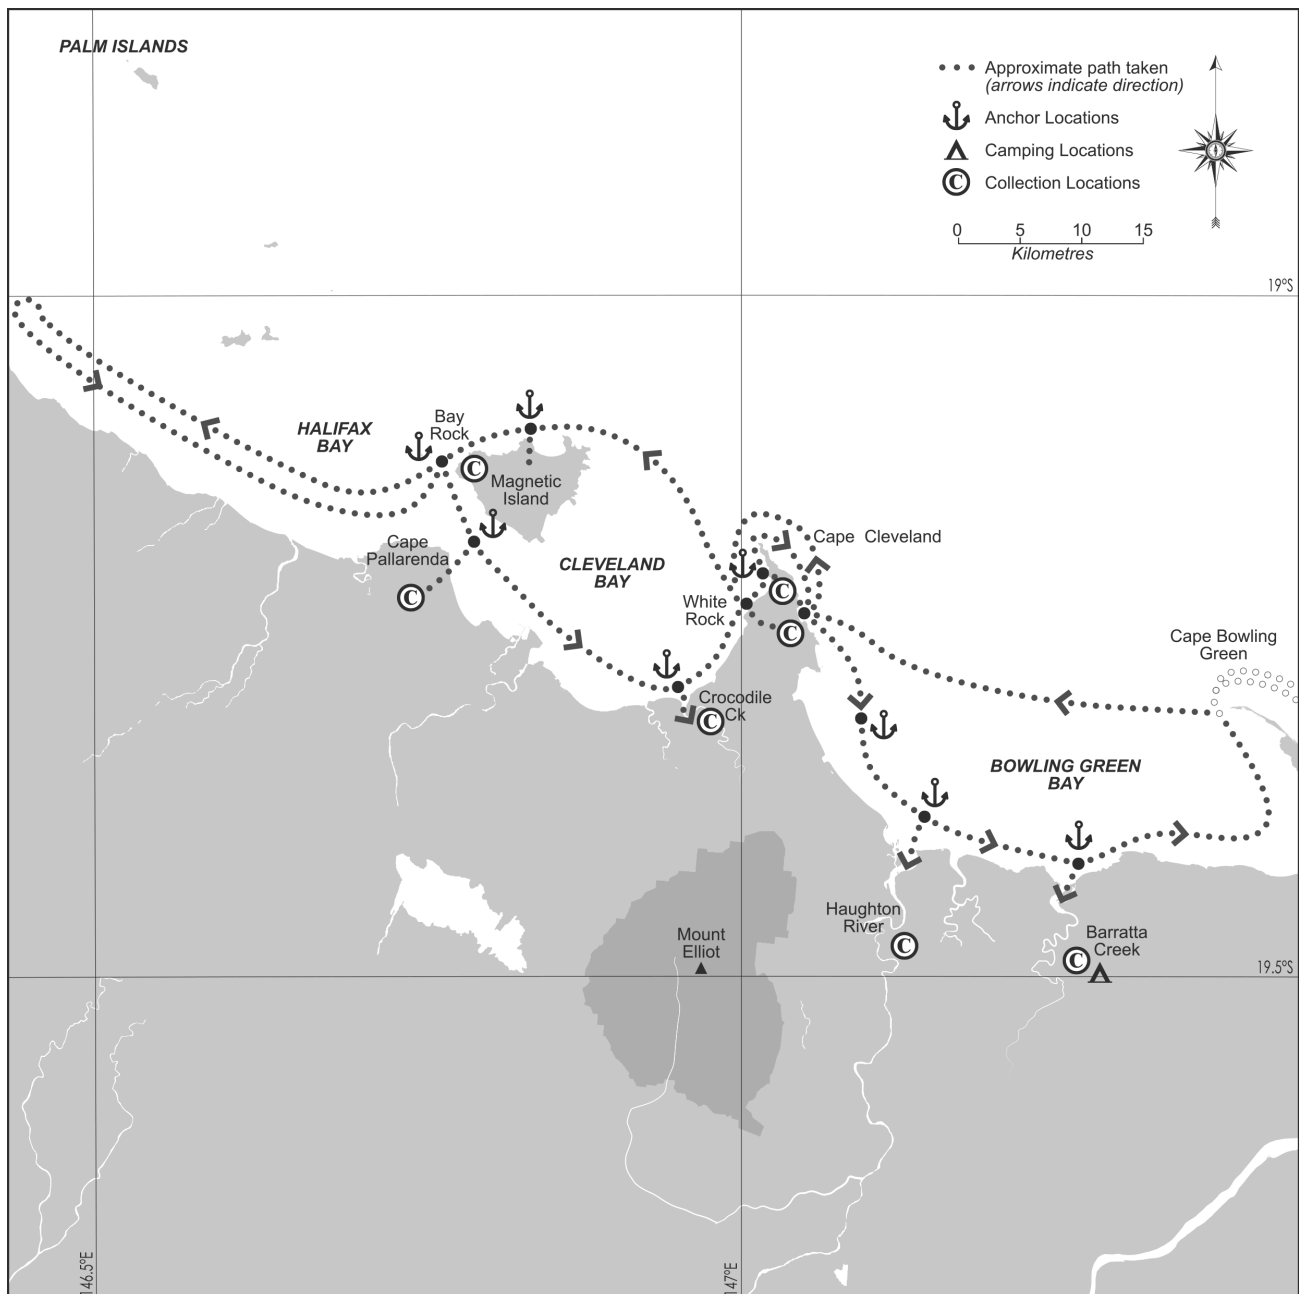 PALM ISLANDS
Approximate path taken
(arrows indicate direction)
Anchor Locations
Camping Locations
C Collection Locations
0 5 10 15
Kilometres
19°S
HALIFAX
BAY
Bay
Rock
C
Magnetic
Island
Cape
Pallarenda
C
CLEVELAND
BAY
Cape Cleveland
C
White
Rock
C
Cape Bowling
Green
Crocodile
Ck
C
BOWLING GREEN
BAY
Haughton
River
C
Mount
Elliot
Barratta
Creek
C
19.5°S
146.5°E
147°E